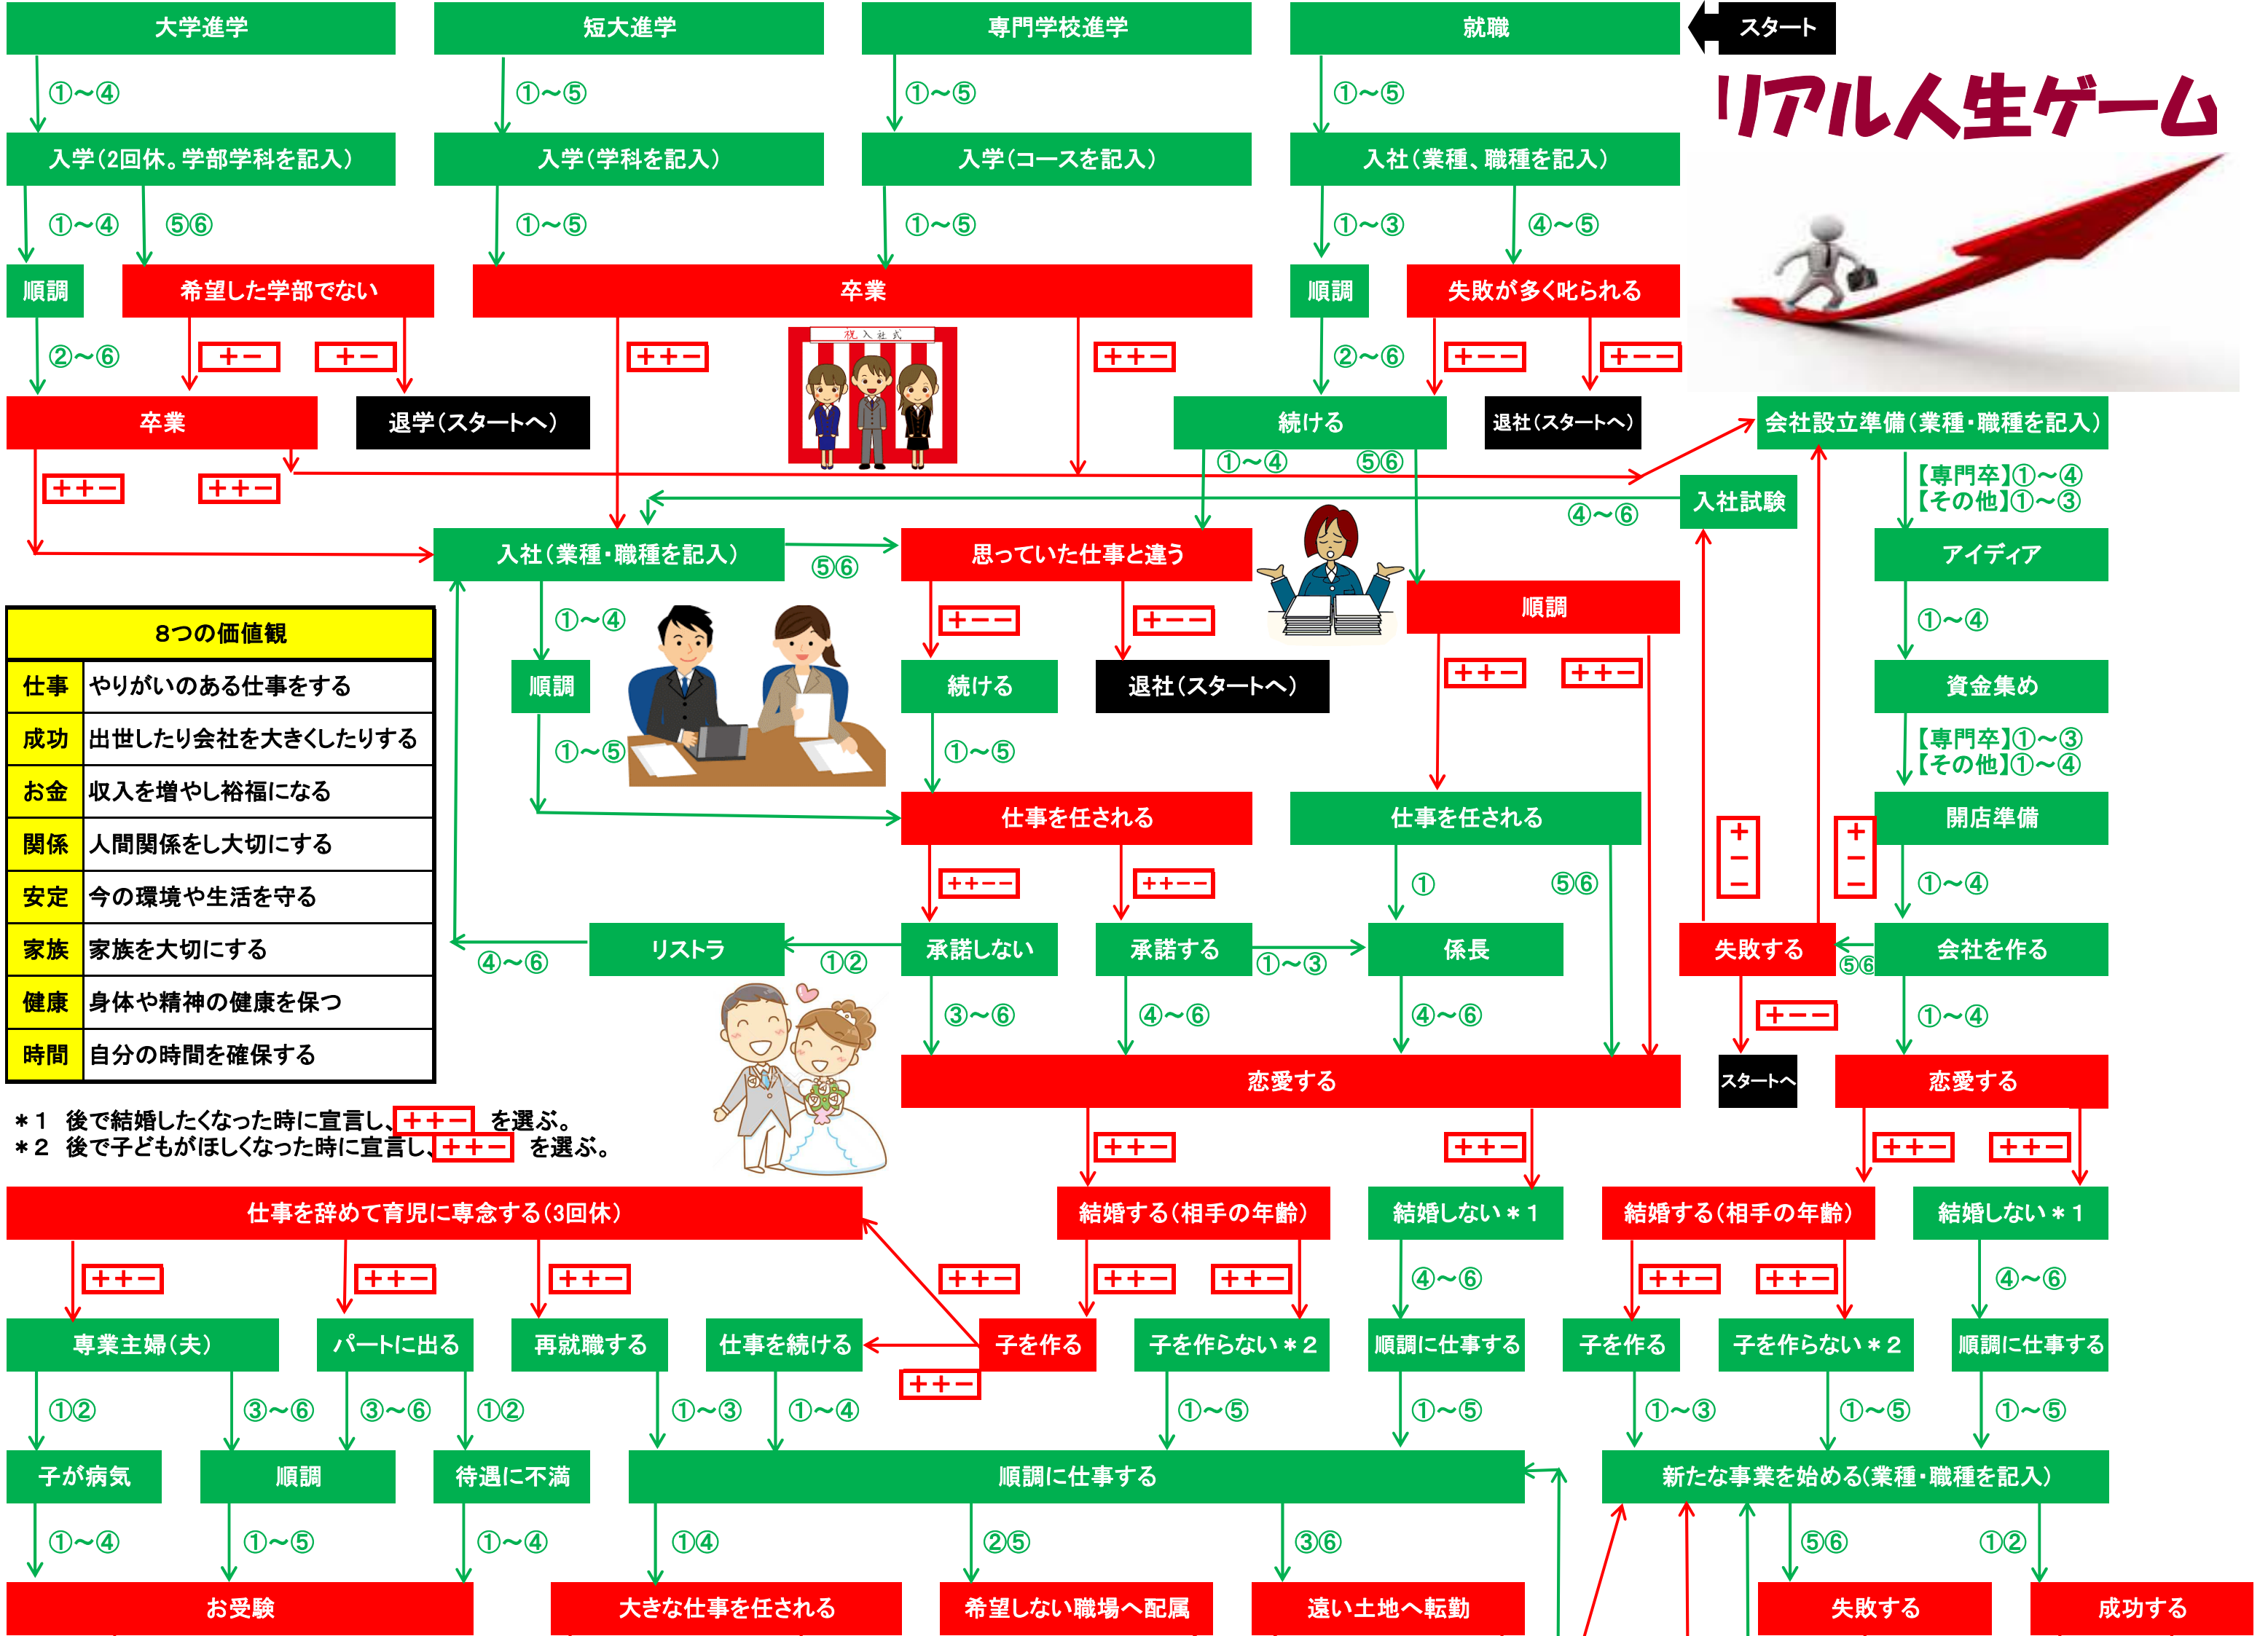 大学進学
短大進学
専門学校進学
就職
スタート
リアル人生ゲーム
①～④
①～⑤
①～⑤
①～⑤
入学(2回休。学部学科を記入)
入学(学科を記入)
入学(コースを記入)
入社(業種、職種を記入)
①～④
⑤⑥
①～⑤
①～⑤
①～③
④～⑤
順調
希望した学部でない
卒業
順調
失敗が多く叱られる
祝入社式
②～⑥
＋－
＋－
＋＋－
＋＋－
②～⑥
＋－－
＋－－
卒業
退学(スタートへ)
続ける
退社(スタートへ)
会社設立準備(業種・職種を記入)
＋＋－
＋＋－
①～④
⑤⑥
【専門卒】①～④
【その他】①～③
入社試験
④～⑥
入社(業種・職種を記入)
⑤⑥
思っていた仕事と違う
アイディア
①～④
＋－－
＋－－
順調
①～④
8つの価値観
仕事 やりがいのある仕事をする
成功 出世したり会社を大きくしたりする
お金 収入を増やし裕福になる
関係 人間関係をし大切にする
安定 今の環境や生活を守る
家族 家族を大切にする
健康 身体や精神の健康を保つ
時間 自分の時間を確保する
順調
続ける
退社(スタートへ)
＋＋－
＋＋－
資金集め
①～⑤
①～⑤
【専門卒】①～③
【その他】①～④
仕事を任される
仕事を任される
＋－－
＋－－
開店準備
＋＋－－
＋＋－－
①
⑤⑥
①～④
リストラ
承諾しない
承諾する
係長
失敗する
会社を作る
④～⑥
①②
①～③
⑤⑥
③～⑥
④～⑥
④～⑥
＋－－
①～④
恋愛する
スタートへ
恋愛する
＊1 後で結婚したくなった時に宣言し、＋＋－ を選ぶ。
＊2 後で子どもがほしくなった時に宣言し、＋＋－ を選ぶ。
＋＋－
＋＋－
＋＋－
＋＋－
仕事を辞めて育児に専念する(3回休)
結婚する(相手の年齢)
結婚しない＊1
結婚する(相手の年齢)
結婚しない＊1
＋＋－
＋＋－
＋＋－
＋＋－
＋＋－
＋＋－
④～⑥
＋＋－
＋＋－
④～⑥
専業主婦(夫)
パートに出る
再就職する
仕事を続ける
子を作る
子を作らない＊2
順調に仕事する
子を作る
子を作らない＊2
順調に仕事する
＋＋－
①②
③～⑥
③～⑥
①②
①～③
①～④
①～⑤
①～⑤
①～③
①～⑤
①～⑤
子が病気
順調
待遇に不満
順調に仕事する
新たな事業を始める(業種・職種を記入)
①～④
①～⑤
①～④
①④
②⑤
③⑥
⑤⑥
①②
お受験
大きな仕事を任される
希望しない職場へ配属
遠い土地へ転勤
失敗する
成功する